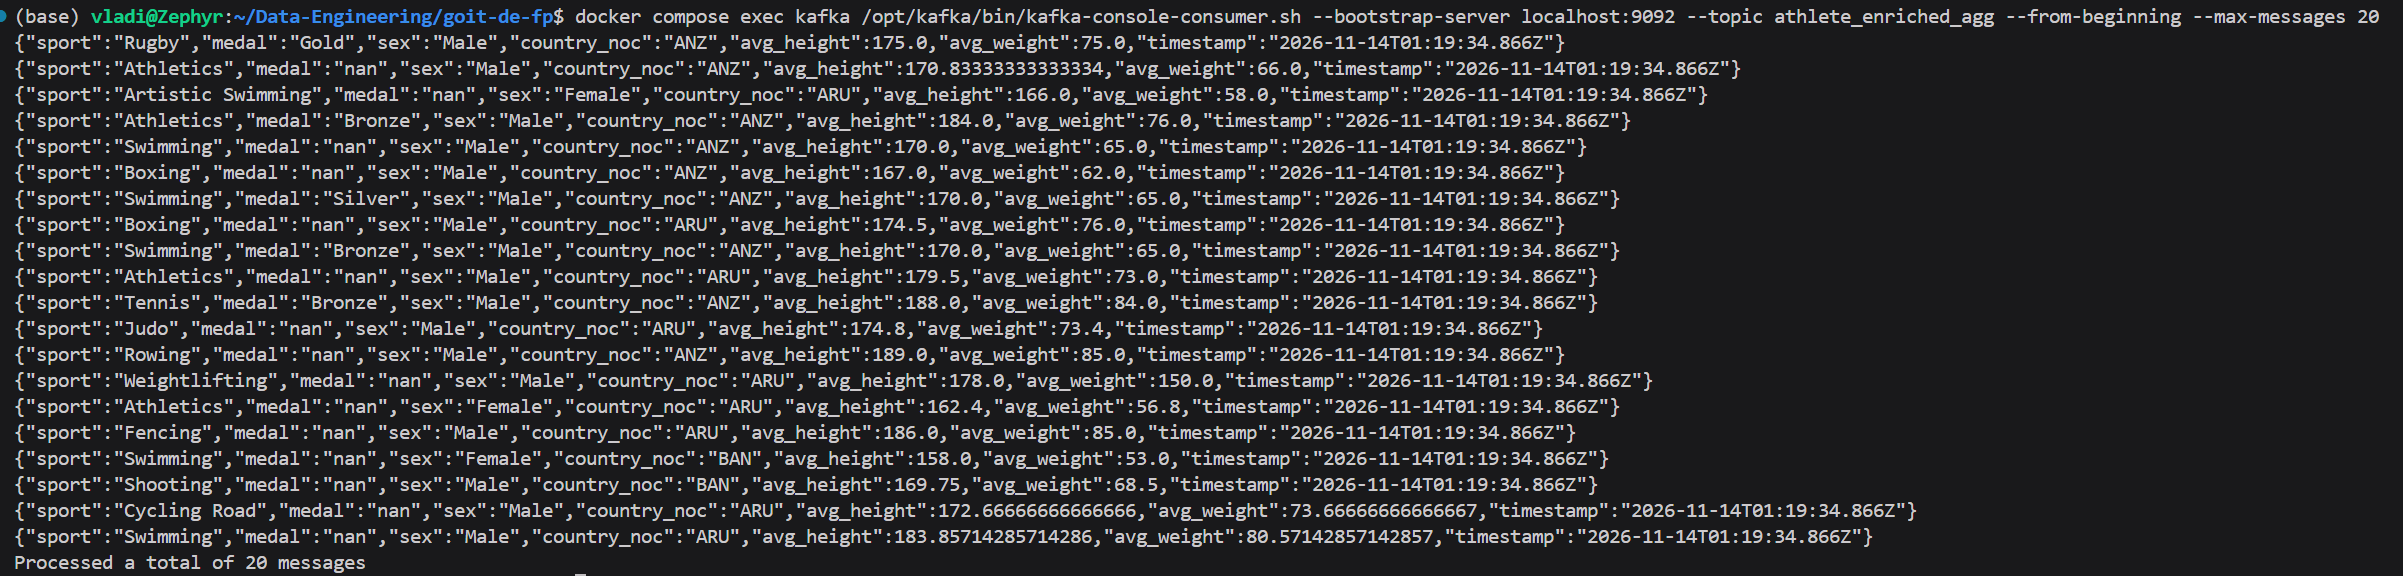 (base) vladi@Zephyr:~/Data-Engineering/goit-de-fp$ docker compose exec kafka /opt/kafka/bin/kafka-console-consumer.sh --bootstrap-server localhost:9092 --topic athlete_enriched_agg --from-beginning --max-messages 20
{"sport":"Rugby","medal":"Gold","sex":"Male","country_noc":"ANZ","avg_height":175.0,"avg_weight":75.0,"timestamp":"2026-11-14T01:19:34.866Z"}
{"sport":"Athletics","medal":"nan","sex":"Male","country_noc":"ANZ","avg_height":170.83333333333334,"avg_weight":66.0,"timestamp":"2026-11-14T01:19:34.866Z"}
{"sport":"Artistic Swimming","medal":"nan","sex":"Female","country_noc":"ARU","avg_height":166.0,"avg_weight":58.0,"timestamp":"2026-11-14T01:19:34.866Z"}
{"sport":"Athletics","medal":"Bronze","sex":"Male","country_noc":"ANZ","avg_height":184.0,"avg_weight":76.0,"timestamp":"2026-11-14T01:19:34.866Z"}
{"sport":"Swimming","medal":"nan","sex":"Male","country_noc":"ANZ","avg_height":170.0,"avg_weight":65.0,"timestamp":"2026-11-14T01:19:34.866Z"}
{"sport":"Boxing","medal":"nan","sex":"Male","country_noc":"ANZ","avg_height":167.0,"avg_weight":62.0,"timestamp":"2026-11-14T01:19:34.866Z"}
{"sport":"Swimming","medal":"Silver","sex":"Male","country_noc":"ANZ","avg_height":170.0,"avg_weight":65.0,"timestamp":"2026-11-14T01:19:34.866Z"}
{"sport":"Boxing","medal":"nan","sex":"Male","country_noc":"ARU","avg_height":174.5,"avg_weight":76.0,"timestamp":"2026-11-14T01:19:34.866Z"}
{"sport":"Swimming","medal":"Bronze","sex":"Male","country_noc":"ANZ","avg_height":170.0,"avg_weight":65.0,"timestamp":"2026-11-14T01:19:34.866Z"}
{"sport":"Athletics","medal":"nan","sex":"Male","country_noc":"ARU","avg_height":179.5,"avg_weight":73.0,"timestamp":"2026-11-14T01:19:34.866Z"}
{"sport":"Tennis","medal":"Bronze","sex":"Male","country_noc":"ANZ","avg_height":188.0,"avg_weight":84.0,"timestamp":"2026-11-14T01:19:34.866Z"}
{"sport":"Judo","medal":"nan","sex":"Male","country_noc":"ARU","avg_height":174.8,"avg_weight":73.4,"timestamp":"2026-11-14T01:19:34.866Z"}
{"sport":"Rowing","medal":"nan","sex":"Male","country_noc":"ANZ","avg_height":189.0,"avg_weight":85.0,"timestamp":"2026-11-14T01:19:34.866Z"}
{"sport":"Weightlifting","medal":"nan","sex":"Male","country_noc":"ARU","avg_height":178.0,"avg_weight":150.0,"timestamp":"2026-11-14T01:19:34.866Z"}
{"sport":"Athletics","medal":"nan","sex":"Female","country_noc":"ARU","avg_height":162.4,"avg_weight":56.8,"timestamp":"2026-11-14T01:19:34.866Z"}
{"sport":"Fencing","medal":"nan","sex":"Male","country_noc":"ARU","avg_height":186.0,"avg_weight":85.0,"timestamp":"2026-11-14T01:19:34.866Z"}
{"sport":"Swimming","medal":"nan","sex":"Female","country_noc":"BAN","avg_height":158.0,"avg_weight":53.0,"timestamp":"2026-11-14T01:19:34.866Z"}
{"sport":"Shooting","medal":"nan","sex":"Male","country_noc":"BAN","avg_height":169.75,"avg_weight":68.5,"timestamp":"2026-11-14T01:19:34.866Z"}
{"sport":"Cycling Road","medal":"nan","sex":"Male","country_noc":"ARU","avg_height":172.66666666666666,"avg_weight":73.66666666666667,"timestamp":"2026-11-14T01:19:34.866Z"}
{"sport":"Swimming","medal":"nan","sex":"Male","country_noc":"ARU","avg_height":183.85714285714286,"avg_weight":80.57142857142857,"timestamp":"2026-11-14T01:19:34.866Z"}
Processed a total of 20 messages